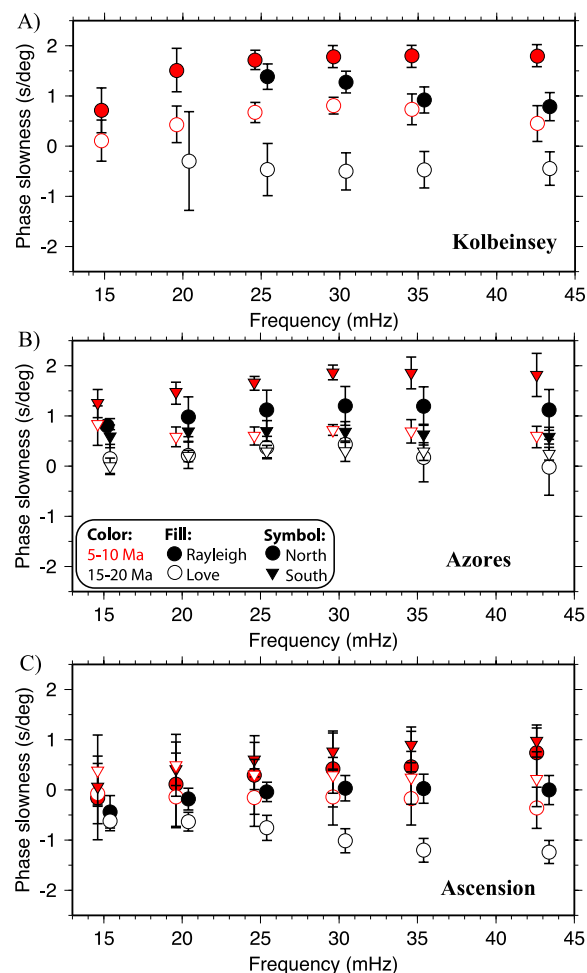 A)
Phase slowness (s/deg)
2
1
0
-1
-2
Kolbeinsey
15 20 25 30 35 40 45
Frequency (mHz)
B)
Phase slowness (s/deg)
2
1
0
-1
-2
Color: Fill: Symbol:
5-10 Ma Rayleigh North
15-20 Ma Love South
Azores
15 20 25 30 35 40 45
Frequency (mHz)
C)
Phase slowness (s/deg)
2
1
0
-1
-2
Ascension
15 20 25 30 35 40 45
Frequency (mHz)